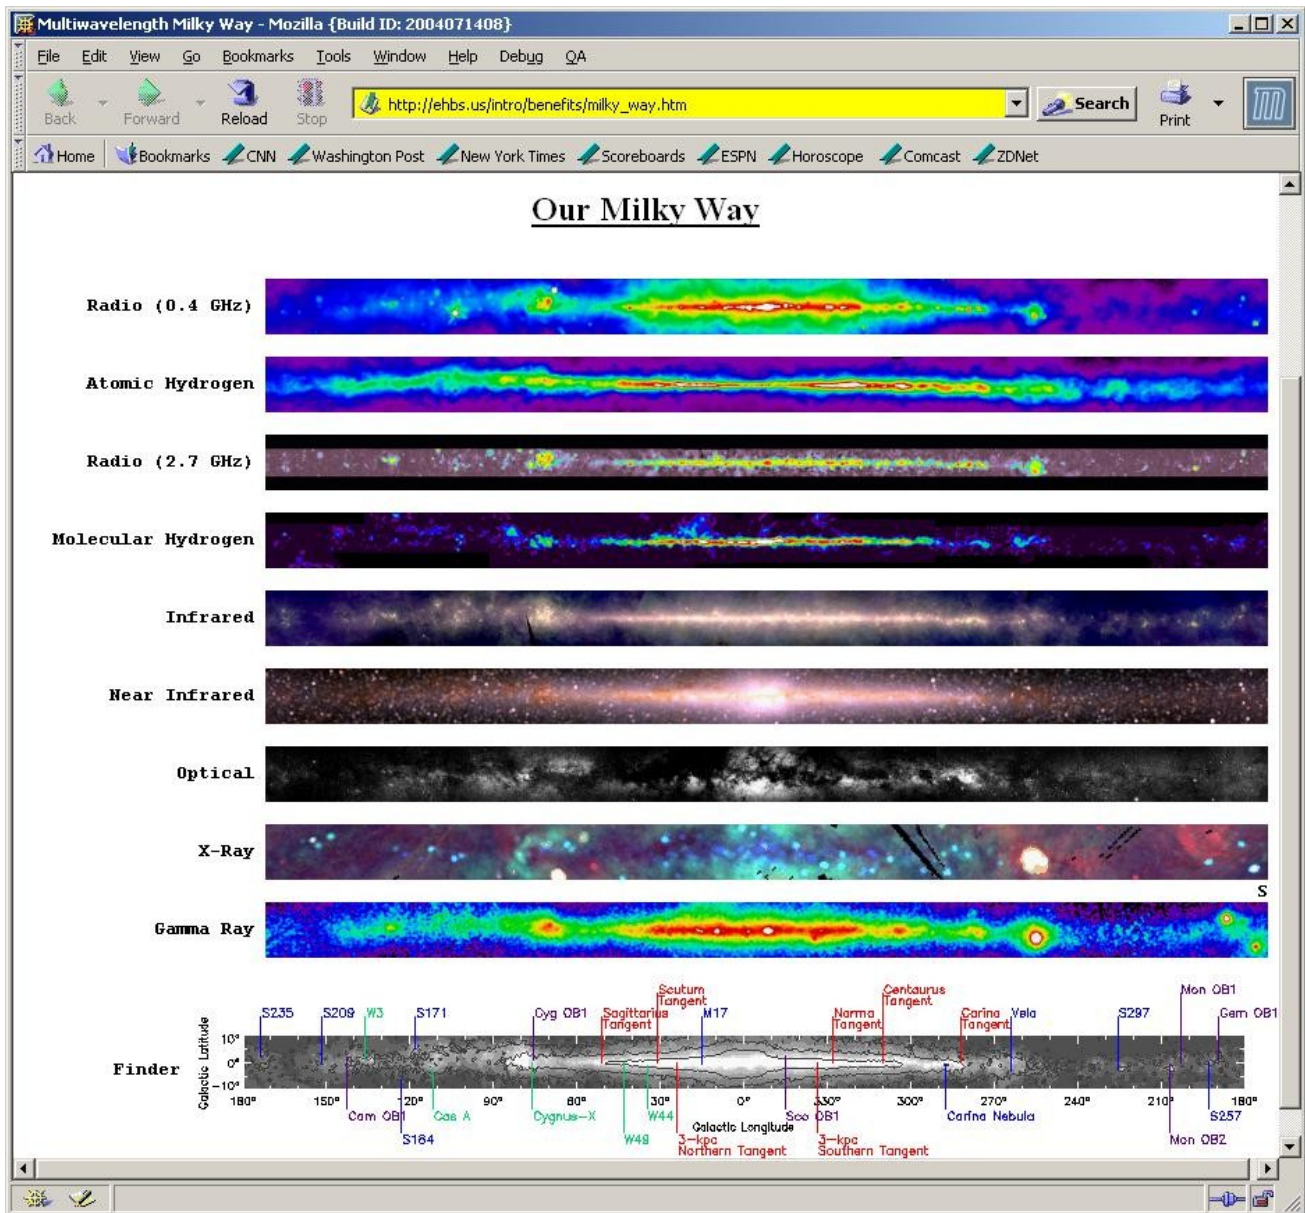 Multiwavelength Milky Way - Mozilla {Build ID: 2004071408}
File Edit View Go Bookmarks Tools Window Help Debug QA
Back Forward Reload Stop http://ehbs.us/intro/benefits/milky_way.htm Search Print
Home Bookmarks CNN Washington Post New York Times Scoreboards ESPN Horoscope Comcast ZDNet
Our Milky Way
Radio (0.4 GHz)
Atomic Hydrogen
Radio (2.7 GHz)
Molecular Hydrogen
Infrared
Near Infrared
Optical
X-Ray
S
Gamma Ray
Scutum Tangent
Centaurus Tangent
Mon OB1
S235 S209 W3 S171 Cyg OB1 Sagittarius Tangent M17 Norma Tangent Carina Tangent Vela S297 Gem OB1
Finder
Galactic Latitude
10°
0°
-10°
180° 150° 120° 90° 60° 30° 0° 330° 300° 270° 240° 210° 180°
Cam OB1 Cas A Cygnus-X W44 Sco OB1 Carina Nebula S257
Galactic Longitude
S184 W49 3-kpc Northern Tangent 3-kpc Southern Tangent Mon OB2